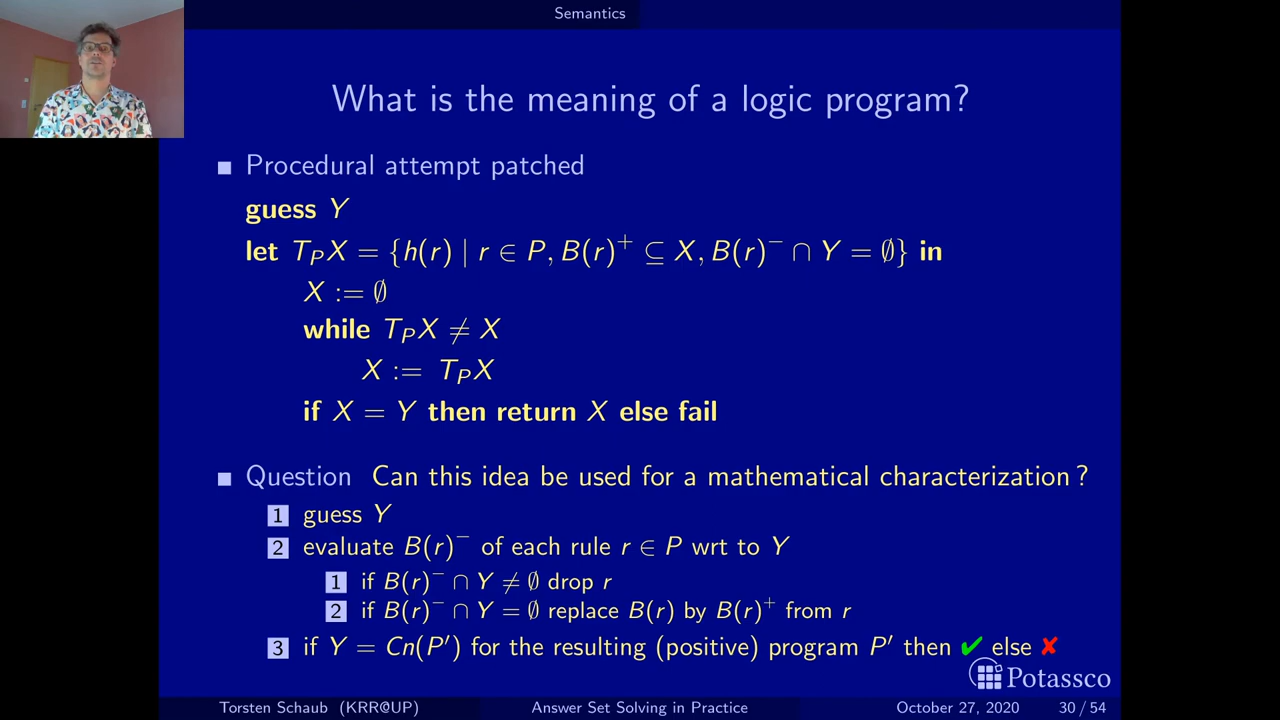 Semantics
What is the meaning of a logic program?
■ Procedural attempt patched
guess Y
let T_P X = {h(r) | r ∈ P, B(r)⁺ ⊆ X, B(r)⁻ ∩ Y = ∅} in
X := ∅
while T_P X ≠ X
X := T_P X
if X = Y then return X else fail
■ Question Can this idea be used for a mathematical characterization ?
1 guess Y
2 evaluate B(r)⁻ of each rule r ∈ P wrt to Y
1 if B(r)⁻ ∩ Y ≠ ∅ drop r
2 if B(r)⁻ ∩ Y = ∅ replace B(r) by B(r)⁺ from r
3 if Y = Cn(P′) for the resulting (positive) program P′ then ✔ else ✘
Potassco
Torsten Schaub (KRR@UP) Answer Set Solving in Practice October 27, 2020 30 / 54